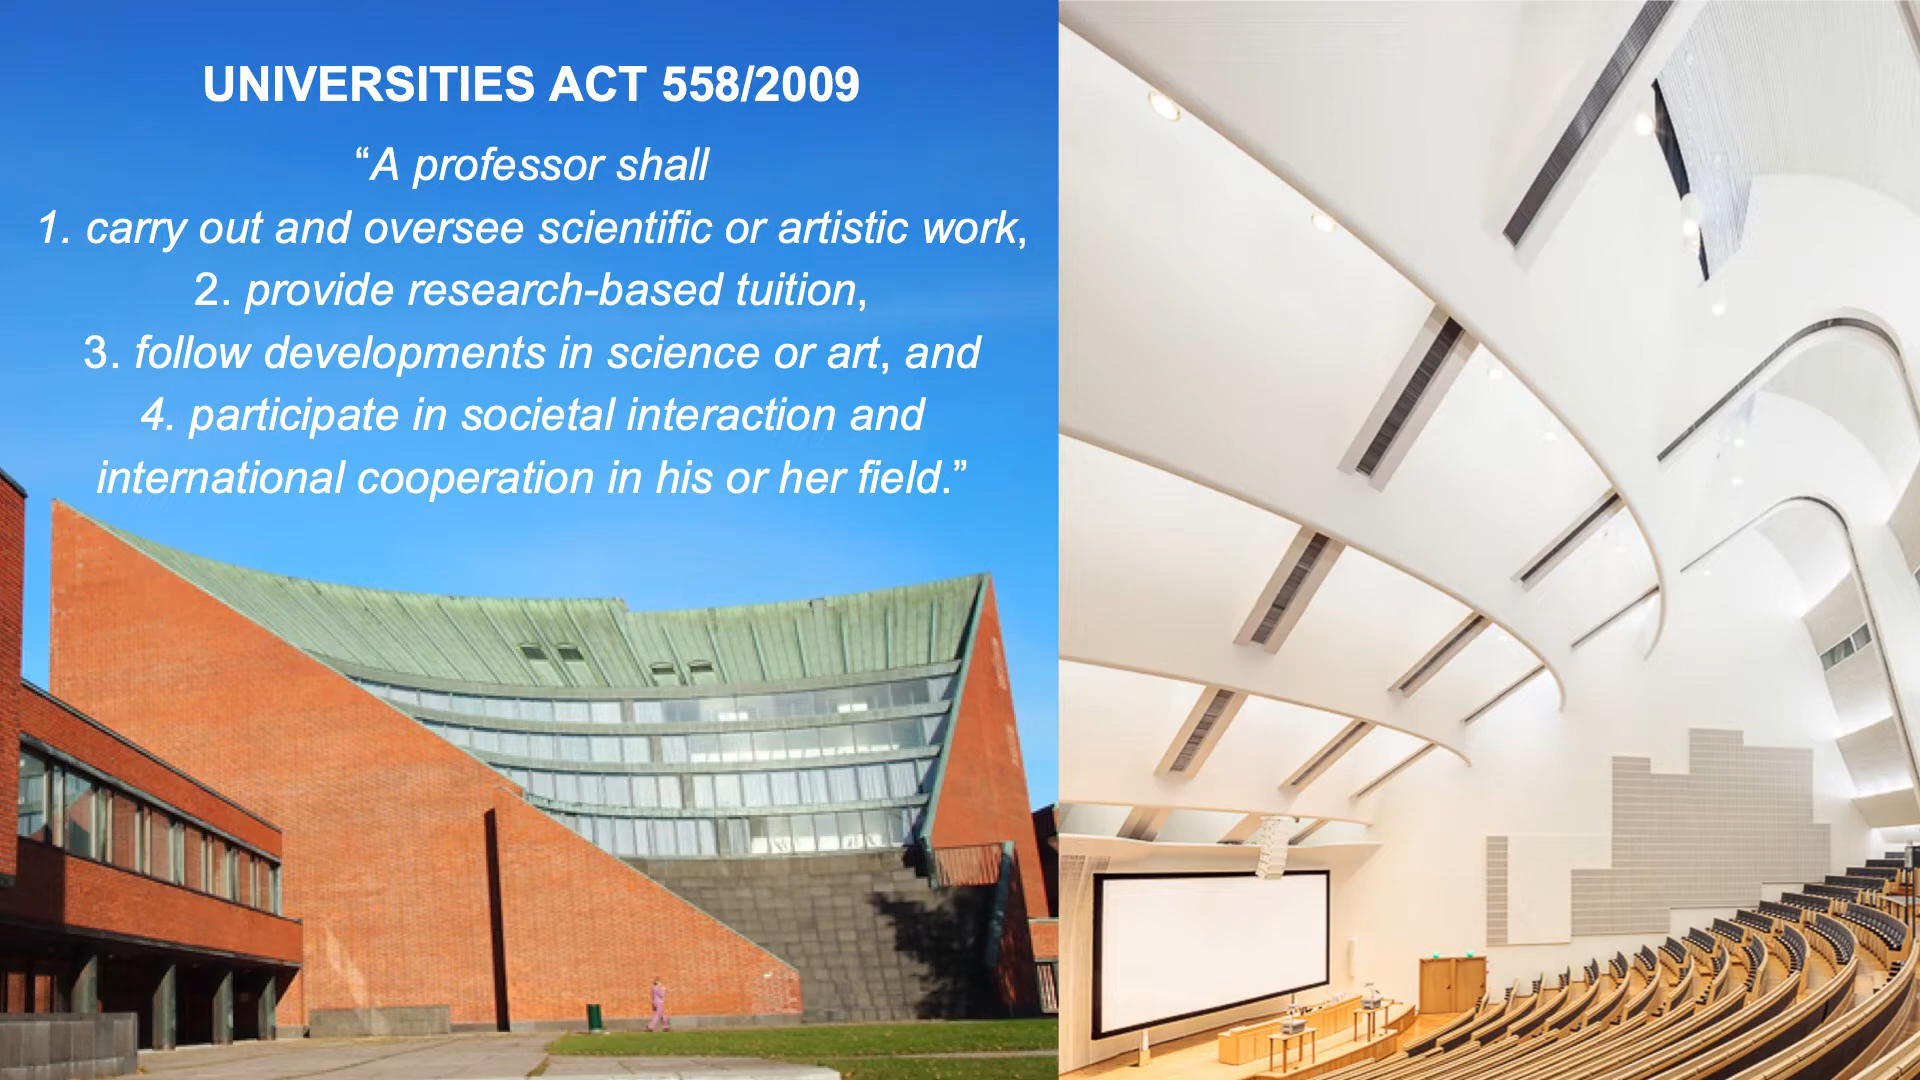 UNIVERSITIES ACT 558/2009
“A professor shall
1. carry out and oversee scientific or artistic work,
2. provide research-based tuition,
3. follow developments in science or art, and
4. participate in societal interaction and
international cooperation in his or her field.”